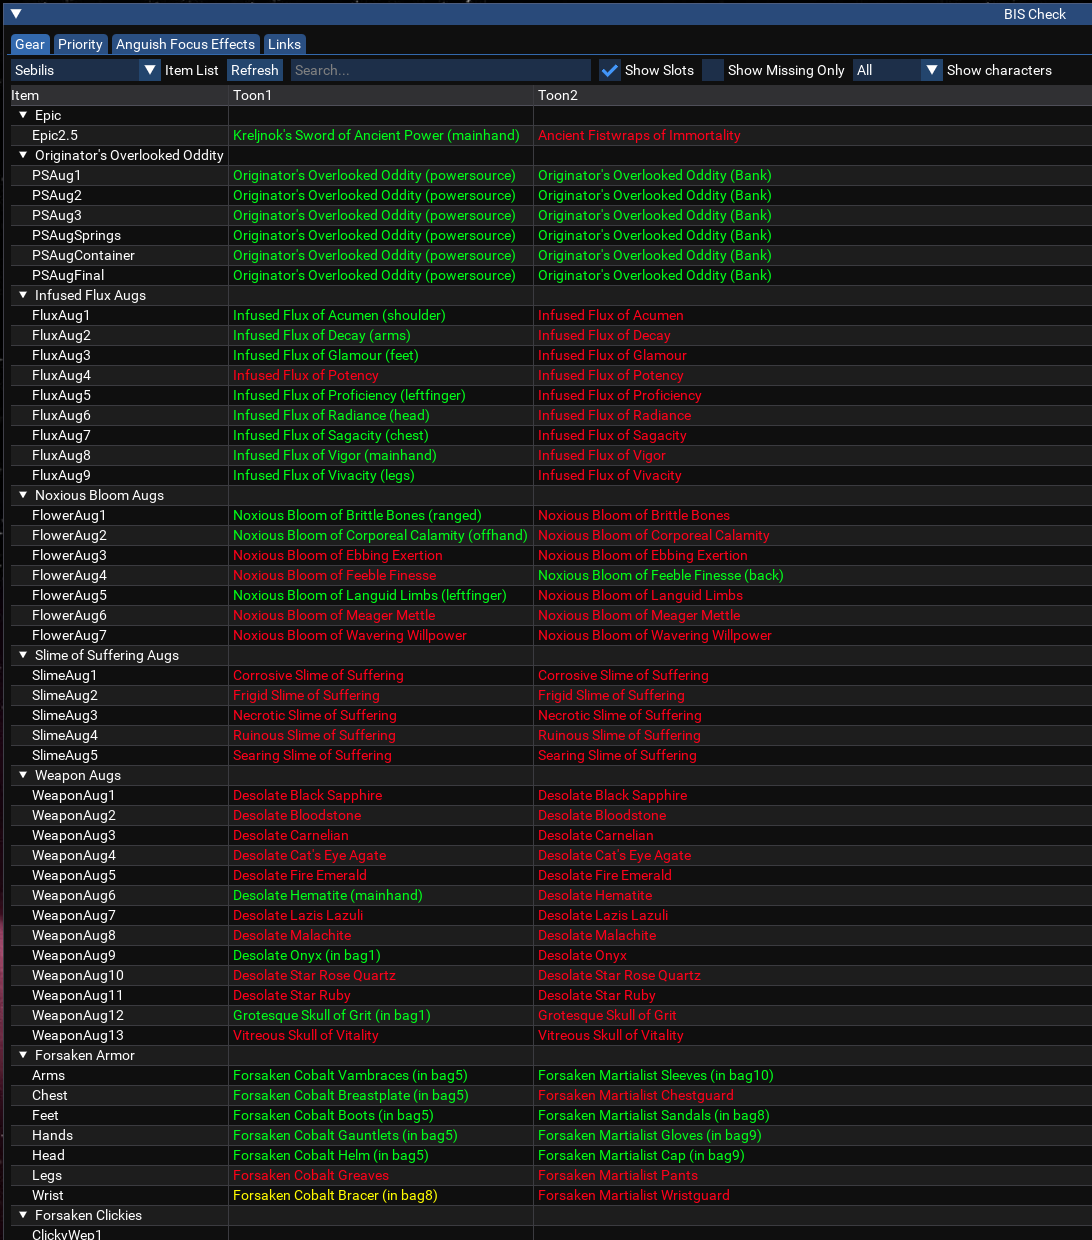 BIS Check
Gear Priority Anguish Focus Effects Links
Sebilis Item List Refresh Search... Show Slots Show Missing Only All Show characters
Item Toon1 Toon2
Epic
Epic2.5 Kreljnok's Sword of Ancient Power (mainhand) Ancient Fistwraps of Immortality
Originator's Overlooked Oddity
PSAug1 Originator's Overlooked Oddity (powersource) Originator's Overlooked Oddity (Bank)
PSAug2 Originator's Overlooked Oddity (powersource) Originator's Overlooked Oddity (Bank)
PSAug3 Originator's Overlooked Oddity (powersource) Originator's Overlooked Oddity (Bank)
PSAugSprings Originator's Overlooked Oddity (powersource) Originator's Overlooked Oddity (Bank)
PSAugContainer Originator's Overlooked Oddity (powersource) Originator's Overlooked Oddity (Bank)
PSAugFinal Originator's Overlooked Oddity (powersource) Originator's Overlooked Oddity (Bank)
Infused Flux Augs
FluxAug1 Infused Flux of Acumen (shoulder) Infused Flux of Acumen
FluxAug2 Infused Flux of Decay (arms) Infused Flux of Decay
FluxAug3 Infused Flux of Glamour (feet) Infused Flux of Glamour
FluxAug4 Infused Flux of Potency Infused Flux of Potency
FluxAug5 Infused Flux of Proficiency (leftfinger) Infused Flux of Proficiency
FluxAug6 Infused Flux of Radiance (head) Infused Flux of Radiance
FluxAug7 Infused Flux of Sagacity (chest) Infused Flux of Sagacity
FluxAug8 Infused Flux of Vigor (mainhand) Infused Flux of Vigor
FluxAug9 Infused Flux of Vivacity (legs) Infused Flux of Vivacity
Noxious Bloom Augs
FlowerAug1 Noxious Bloom of Brittle Bones (ranged) Noxious Bloom of Brittle Bones
FlowerAug2 Noxious Bloom of Corporeal Calamity (offhand) Noxious Bloom of Corporeal Calamity
FlowerAug3 Noxious Bloom of Ebbing Exertion Noxious Bloom of Ebbing Exertion
FlowerAug4 Noxious Bloom of Feeble Finesse Noxious Bloom of Feeble Finesse (back)
FlowerAug5 Noxious Bloom of Languid Limbs (leftfinger) Noxious Bloom of Languid Limbs
FlowerAug6 Noxious Bloom of Meager Mettle Noxious Bloom of Meager Mettle
FlowerAug7 Noxious Bloom of Wavering Willpower Noxious Bloom of Wavering Willpower
Slime of Suffering Augs
SlimeAug1 Corrosive Slime of Suffering Corrosive Slime of Suffering
SlimeAug2 Frigid Slime of Suffering Frigid Slime of Suffering
SlimeAug3 Necrotic Slime of Suffering Necrotic Slime of Suffering
SlimeAug4 Ruinous Slime of Suffering Ruinous Slime of Suffering
SlimeAug5 Searing Slime of Suffering Searing Slime of Suffering
Weapon Augs
WeaponAug1 Desolate Black Sapphire Desolate Black Sapphire
WeaponAug2 Desolate Bloodstone Desolate Bloodstone
WeaponAug3 Desolate Carnelian Desolate Carnelian
WeaponAug4 Desolate Cat's Eye Agate Desolate Cat's Eye Agate
WeaponAug5 Desolate Fire Emerald Desolate Fire Emerald
WeaponAug6 Desolate Hematite (mainhand) Desolate Hematite
WeaponAug7 Desolate Lazis Lazuli Desolate Lazis Lazuli
WeaponAug8 Desolate Malachite Desolate Malachite
WeaponAug9 Desolate Onyx (in bag1) Desolate Onyx
WeaponAug10 Desolate Star Rose Quartz Desolate Star Rose Quartz
WeaponAug11 Desolate Star Ruby Desolate Star Ruby
WeaponAug12 Grotesque Skull of Grit (in bag1) Grotesque Skull of Grit
WeaponAug13 Vitreous Skull of Vitality Vitreous Skull of Vitality
Forsaken Armor
Arms Forsaken Cobalt Vambraces (in bag5) Forsaken Martialist Sleeves (in bag10)
Chest Forsaken Cobalt Breastplate (in bag5) Forsaken Martialist Chestguard
Feet Forsaken Cobalt Boots (in bag5) Forsaken Martialist Sandals (in bag8)
Hands Forsaken Cobalt Gauntlets (in bag5) Forsaken Martialist Gloves (in bag9)
Head Forsaken Cobalt Helm (in bag5) Forsaken Martialist Cap (in bag9)
Legs Forsaken Cobalt Greaves Forsaken Martialist Pants
Wrist Forsaken Cobalt Bracer (in bag8) Forsaken Martialist Wristguard
Forsaken Clickies
ClickyWep1